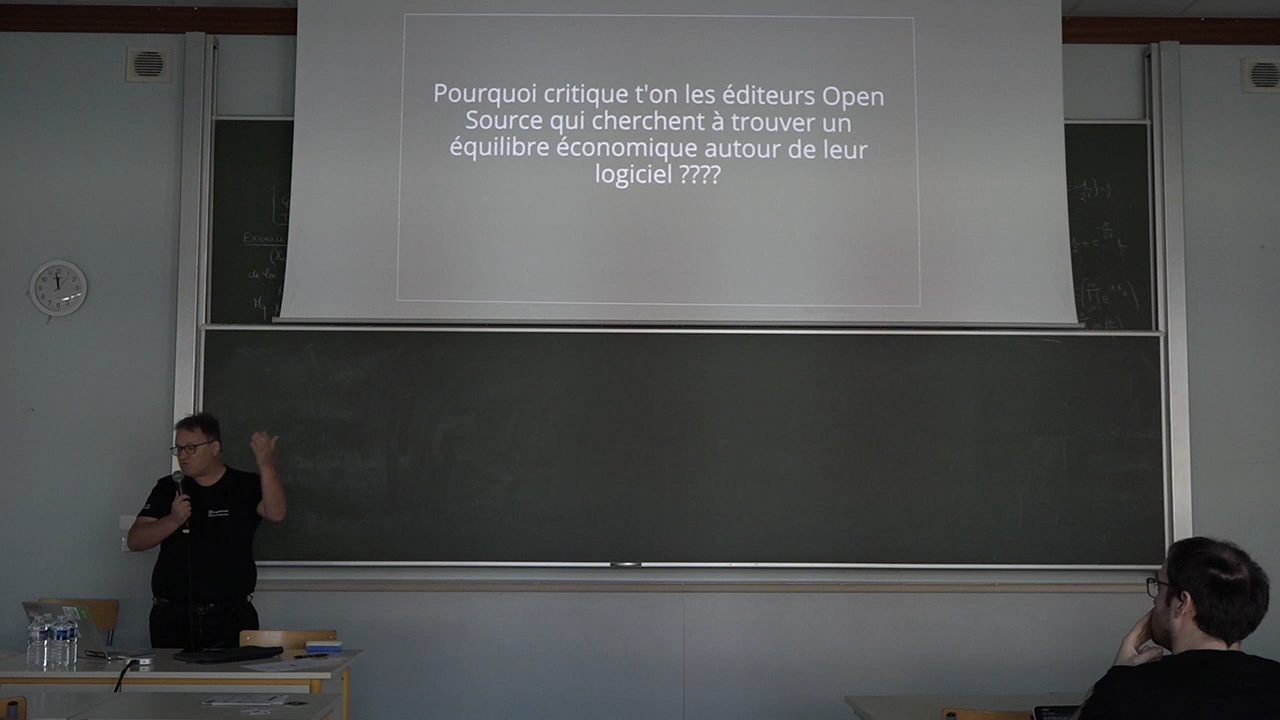 Pourquoi critique t'on les éditeurs Open
Source qui cherchent à trouver un
équilibre économique autour de leur
logiciel ????